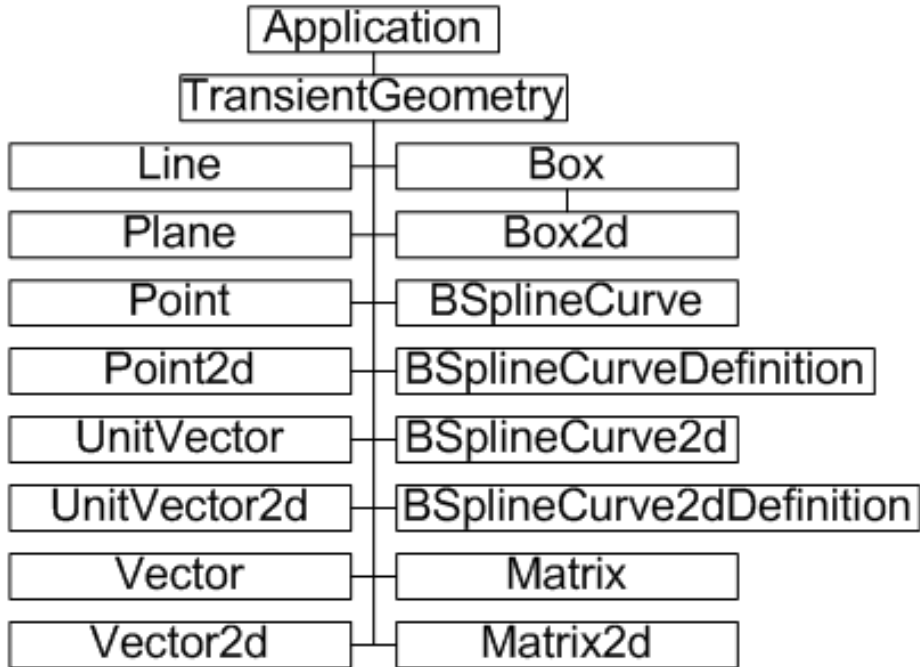 Application
TransientGeometry
Line
Box
Plane
Box2d
Point
BSplineCurve
Point2d
BSplineCurveDefinition
UnitVector
BSplineCurve2d
UnitVector2d
BSplineCurve2dDefinition
Vector
Matrix
Vector2d
Matrix2d